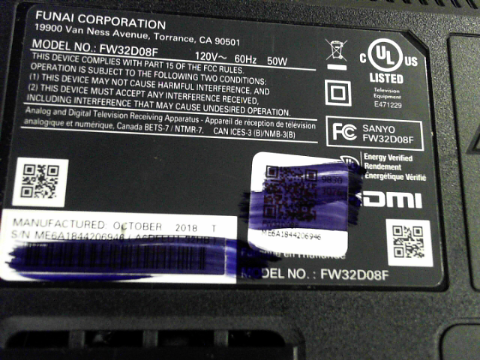 FUNAI CORPORATION
19900 Van Ness Avenue, Torrance, CA 90501
MODEL NO.: FW32D08F 120V~ 60Hz 50W
THIS DEVICE COMPLIES WITH PART 15 OF THE FCC RULES.
OPERATION IS SUBJECT TO THE FOLLOWING TWO CONDITIONS:
(1) THIS DEVICE MAY NOT CAUSE HARMFUL INTERFERENCE, AND
(2) THIS DEVICE MUST ACCEPT ANY INTERFERENCE RECEIVED,
INCLUDING INTERFERENCE THAT MAY CAUSE UNDESIRED OPERATION.
Analog and Digital Television Receiving Apparatus - Appareil de réception de télévision
analogique et numérique, Canada BETS-7 / NTMR-7. CAN ICES-3 (B)/NMB-3(B)
C UL US
LISTED
Television
Equipment
E471229
FC SANYO
FW32D08F
Energy Verified
Rendement
Énergétique Vérifié
DMI
MANUFACTURED OCTOBER 2018 T
S/N ME6A1844206946
ME6A1844206946
in Thailande
MODEL NO.: FW32D08F